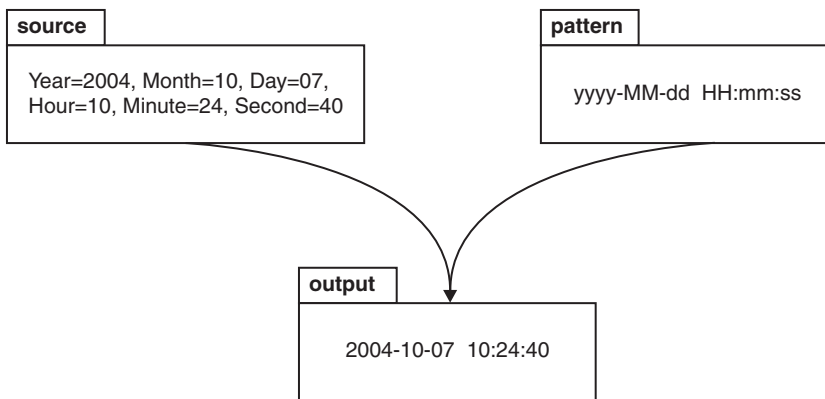 source
Year=2004, Month=10, Day=07,
Hour=10, Minute=24, Second=40
pattern
yyyy-MM-dd  HH:mm:ss
output
2004-10-07  10:24:40